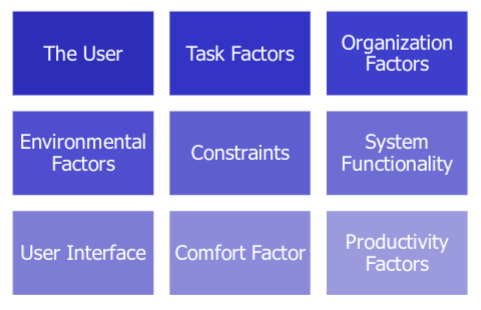 The User
Task Factors
Organization
Factors
Environmental
Factors
Constraints
System
Functionality
User Interface
Comfort Factor
Productivity
Factors